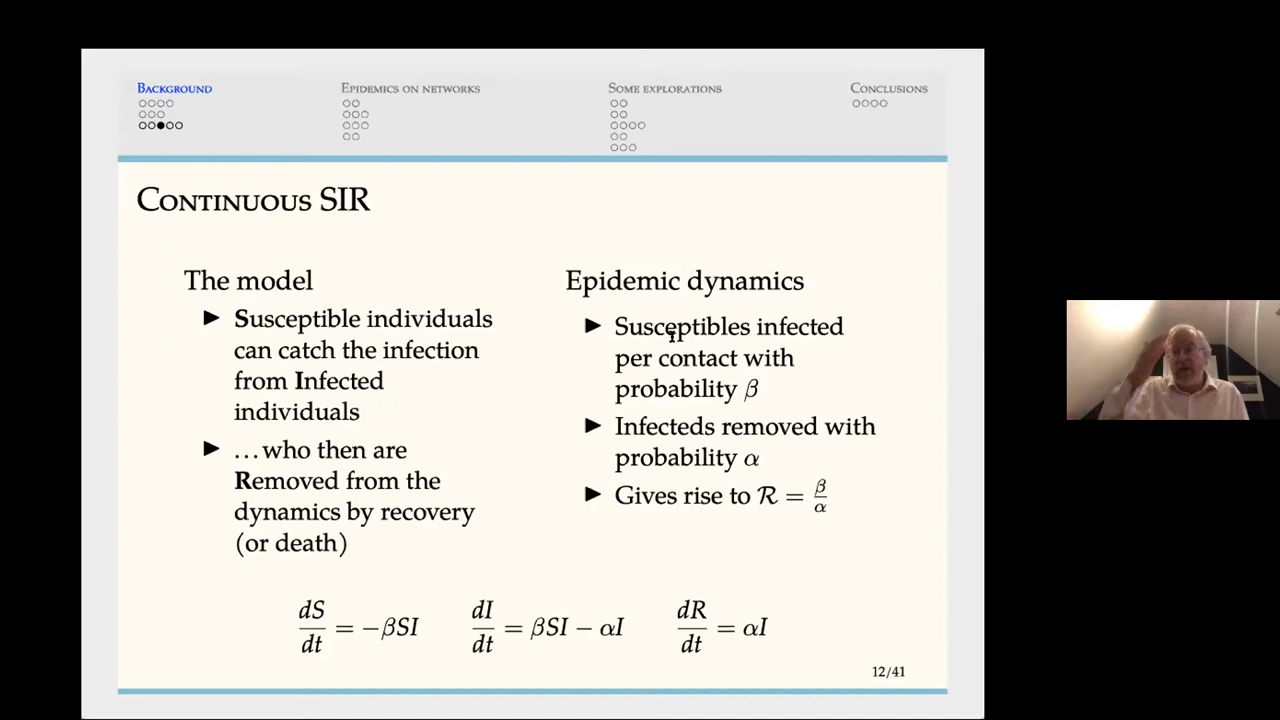 BACKGROUND
EPIDEMICS ON NETWORKS
SOME EXPLORATIONS
CONCLUSIONS
CONTINUOUS SIR
The model
▶ Susceptible individuals
can catch the infection
from Infected
individuals
▶ ...who then are
Removed from the
dynamics by recovery
(or death)
Epidemic dynamics
▶ Susceptibles infected
per contact with
probability β
▶ Infecteds removed with
probability α
▶ Gives rise to ℛ = β/α
dS/dt = −βSI   dI/dt = βSI − αI   dR/dt = αI
12/41